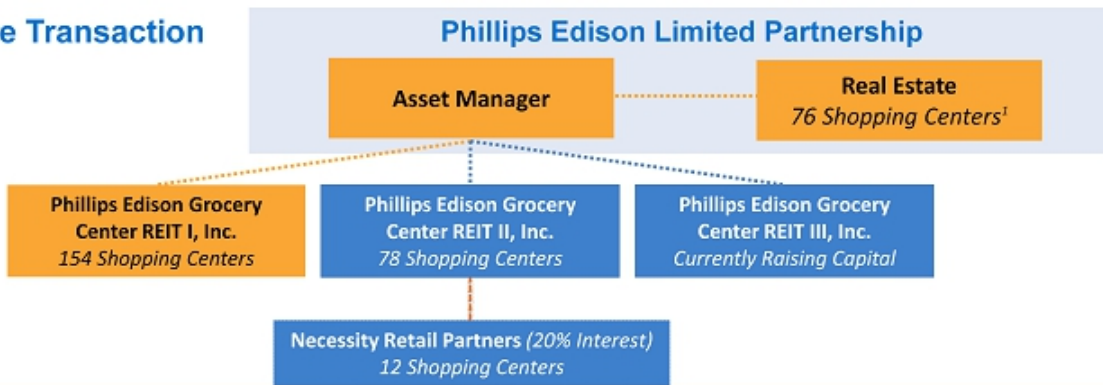 e Transaction
Phillips Edison Limited Partnership
Asset Manager
Real Estate
76 Shopping Centers¹
Phillips Edison Grocery
Center REIT I, Inc.
154 Shopping Centers
Phillips Edison Grocery
Center REIT II, Inc.
78 Shopping Centers
Phillips Edison Grocery
Center REIT III, Inc.
Currently Raising Capital
Necessity Retail Partners (20% Interest)
12 Shopping Centers